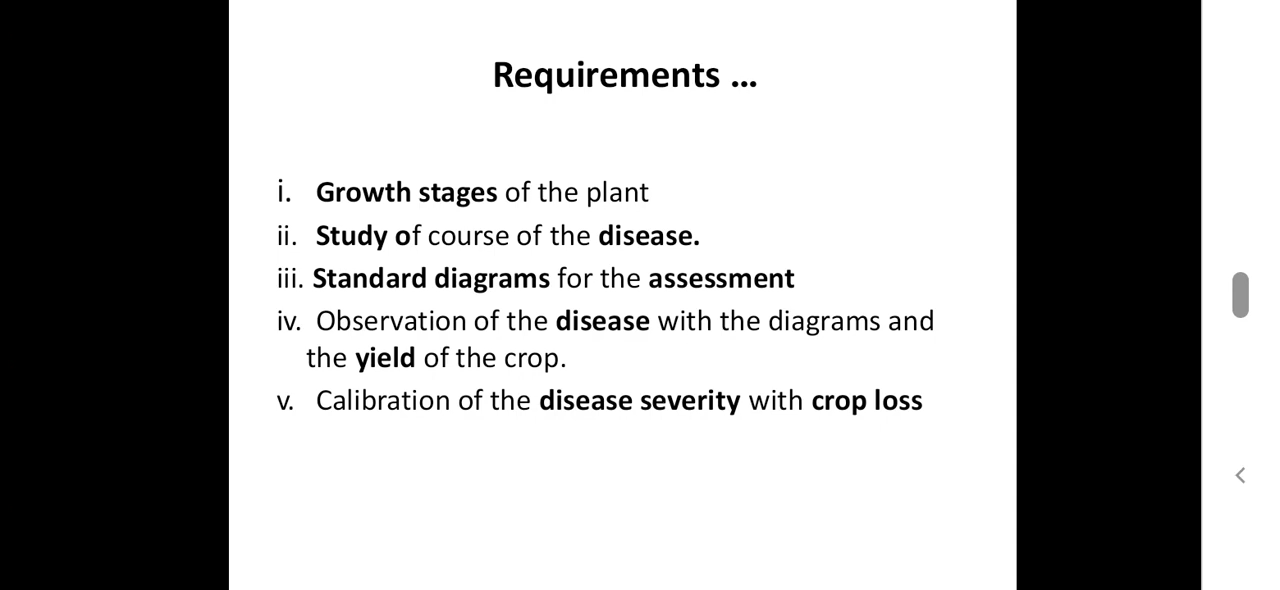 Requirements ...
i. Growth stages of the plant
ii. Study of course of the disease.
iii. Standard diagrams for the assessment
iv. Observation of the disease with the diagrams and
the yield of the crop.
v. Calibration of the disease severity with crop loss